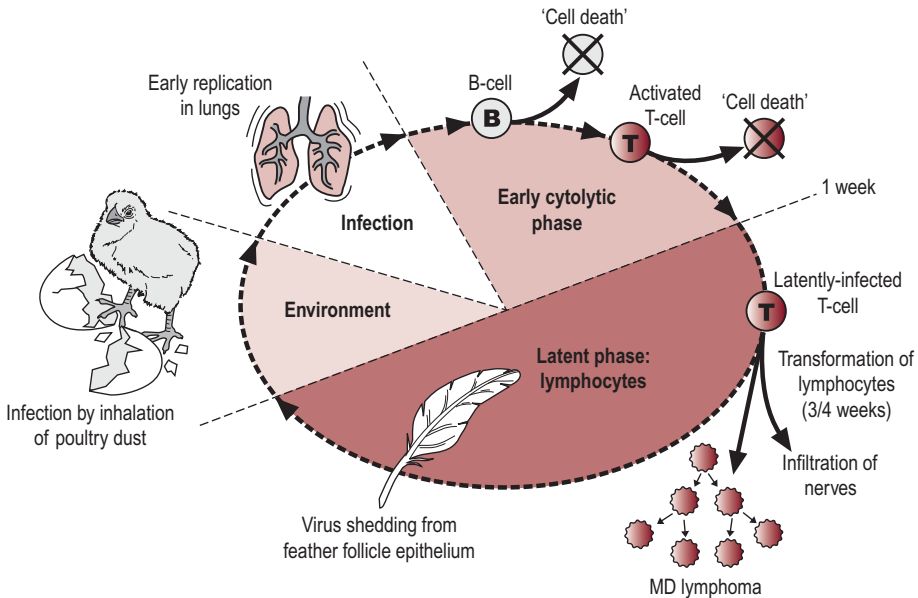 ‘Cell death’
B-cell
B
Early replication
in lungs
Activated
T-cell
T
‘Cell death’
1 week
Early cytolytic
phase
Infection
Environment
Latently-infected
T-cell
T
Latent phase:
lymphocytes
Transformation of
lymphocytes
(3/4 weeks)
Infection by inhalation
of poultry dust
Infiltration of
nerves
Virus shedding from
feather follicle epithelium
MD lymphoma